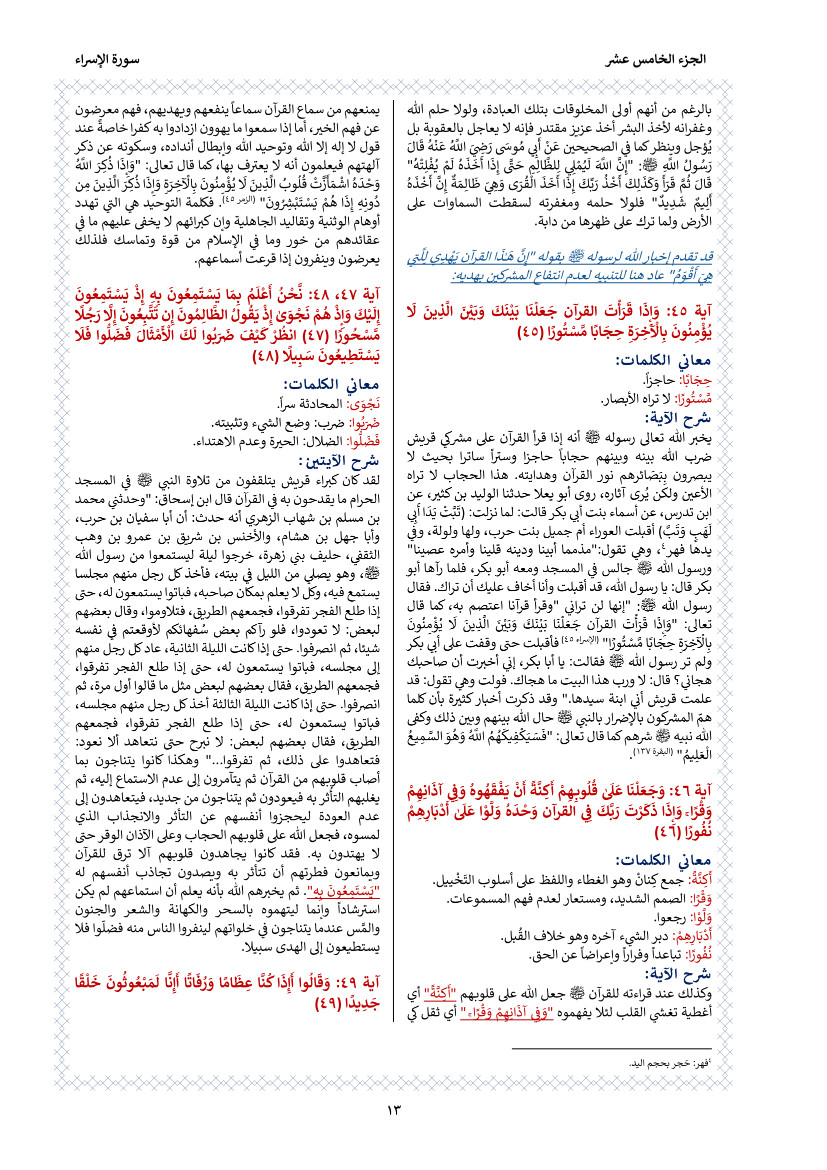 الجزء الخامس عشر
سورة الإسراء
بالرغم من أنهم أولى المخلوقات بتلك العبادة، ولولا حلم الله
وغفرانه لأخذ البشر أخذ عزيز مقتدر فإنه لا يعاجل بالعقوبة بل
يُؤجل وينظر كما في الصحيحين عَنْ أَبِي مُوسَى رَضِيَ اللَّهُ عَنْهُ قَالَ
رَسُولُ اللَّهِ ﷺ: "إِنَّ اللَّهَ لَيُمْلِي لِلظَّالِمِ حَتَّى إِذَا أَخَذَهُ لَمْ يُفْلِتْهُ"
قَالَ ثُمَّ قَرَأَ وَكَذَلِكَ أَخْذُ رَبِّكَ إِذَا أَخَذَ الْقُرَى وَهِيَ ظَالِمَةٌ إِنَّ أَخْذَهُ
أَلِيمٌ شَدِيدٌ" فلولا حلمه ومغفرته لسقطت السماوات على
الأرض ولما ترك على ظهرها من دابة.
قد تقدم إخبار الله لرسوله ﷺ بقوله "إِنَّ هَٰذَا القرآن يَهْدِي لِلَّتِي
هِيَ أَقْوَمُ" عاد هنا للتنبيه لعدم انتفاع المشركين بهديه:
آية ٤٥: وَإِذَا قَرَأْتَ القرآن جَعَلْنَا بَيْنَكَ وَبَيْنَ الَّذِينَ لَا
يُؤْمِنُونَ بِالْآخِرَةِ حِجَابًا مَّسْتُورًا (٤٥)
معاني الكلمات:
حِجَابًا: حاجزاً.
مَّسْتُورًا: لا تراه الأبصار.
شرح الآية:
يخبر الله تعالى رسوله ﷺ أنه إذا قرأ القرآن على مشركي قريش
ضرب الله بينه وبينهم حجاباً حاجزا وستراً ساترا بحيث لا
يبصرون بِبَصَائرهم نور القرآن وهدايته. هذا الحجاب لا تراه
الأعين ولكن يُرى آثاره، روى أبو يعلا حدثنا الوليد بن كثير، عن
ابن تدرس، عن أسماء بنت أبي بكر قالت: لما نزلت: (تَبَّتْ يَدَا أَبِي
لَهَبٍ وَتَبَّ) أقبلت العوراء أم جميل بنت حرب، ولها ولولة، وفي
يدها فهر٤، وهي تقول:"مذمما أبينا ودينه قلينا وأمره عصينا"
ورسول الله ﷺ جالس في المسجد ومعه أبو بكر، فلما رآها أبو
بكر قال: يا رسول الله، قد أقبلت وأنا أخاف عليك أن تراك. فقال
رسول الله ﷺ: "إنها لن تراني "وقرأ قرآنا اعتصم به، كما قال
تعالى: "وَإِذَا قَرَأْتَ القرآن جَعَلْنَا بَيْنَكَ وَبَيْنَ الَّذِينَ لَا يُؤْمِنُونَ
بِالْآخِرَةِ حِجَابًا مَّسْتُورًا" (الإسراء ٤٥) فأقبلت حتى وقفت على أبي بكر
ولم تر رسول الله ﷺ فقالت: يا أبا بكر، إني أخبرت أن صاحبك
هجاني؟ قال: لا ورب هذا البيت ما هجاك. فولت وهي تقول: قد
علمت قريش أني ابنة سيدها." وقد ذكرت أخبار كثيرة بأن كلما
همّ المشركون بالإضرار بالنبي ﷺ حال الله بينهم وبين ذلك وكفى
الله نبيه ﷺ شرهم كما قال تعالى: "فَسَيَكْفِيكَهُمُ اللَّهُ وَهُوَ السَّمِيعُ
الْعَلِيمُ" (البقرة ١٣٧).
آية ٤٦: وَجَعَلْنَا عَلَىٰ قُلُوبِهِمْ أَكِنَّةً أَنْ يَفْقَهُوهُ وَفِي آذَانِهِمْ
وَقْرًا، وَإِذَا ذَكَرْتَ رَبَّكَ فِي القرآن وَحْدَهُ وَلَّوْا عَلَىٰ أَدْبَارِهِمْ
نُفُورًا (٤٦)
معاني الكلمات:
أَكِنَّةً: جمع كِنانْ وهو الغطاء واللفظ على أسلوب التّخْييل.
وَقْرًا: الصمم الشديد، ومستعار لعدم فهم المسموعات.
وَلَّوْا: رجعوا.
أَدْبَارِهِمْ: دبر الشيء آخره وهو خلاف القُبل.
نُفُورًا: تباعداً وفراراً وإعراضاً عن الحق.
شرح الآية:
وكذلك عند قراءته للقرآن ﷺ جعل الله على قلوبهم "أَكِنَّةً" أي
أغطية تغشي القلب لئلا يفهموه "وَفِي آذَانِهِمْ وَقْرًا، " أي ثقل كي
٤فهر: حَجر بحجم اليد.
يمنعهم من سماع القرآن سماعاً ينفعهم ويهديهم، فهم معرضون
عن فهم الخير، أما إذا سمعوا ما يهوون ازدادوا به كفرا خاصةً عند
قول لا إله إلا الله وتوحيد الله وإبطال أنداده، وسكوته عن ذكر
آلهتهم فيعلمون أنه لا يعترف بها، كما قال تعالى: "وَإِذَا ذُكِرَ اللَّهُ
وَحْدَهُ اشْمَأَزَّتْ قُلُوبُ الَّذِينَ لَا يُؤْمِنُونَ بِالْآخِرَةِ وَإِذَا ذُكِرَ الَّذِينَ مِن
دُونِهِ إِذَا هُمْ يَسْتَبْشِرُونَ" (الزمر ٤٥). فكلمة التوحيد هي التي تهدد
أوهام الوثنية وتقاليد الجاهلية وإن كبرائهم لا يخفى عليهم ما في
عقائدهم من خور وما في الإسلام من قوة وتماسك فلذلك
يعرضون وينفرون إذا قرعت أسماعهم.
آية ٤٧، ٤٨: نَّحْنُ أَعْلَمُ بِمَا يَسْتَمِعُونَ بِهِ إِذْ يَسْتَمِعُونَ
إِلَيْكَ وَإِذْ هُمْ نَجْوَىٰ إِذْ يَقُولُ الظَّالِمُونَ إِن تَتَّبِعُونَ إِلَّا رَجُلًا
مَّسْحُورًا (٤٧) انظُرْ كَيْفَ ضَرَبُوا لَكَ الْأَمْثَالَ فَضَلُّوا فَلَا
يَسْتَطِيعُونَ سَبِيلًا (٤٨)
معاني الكلمات:
نَجْوَى: المحادثة سراً.
ضَرَبُوا: ضرب: وضع الشيء وتثبيته.
فَضَلُّوا: الضلال: الحيرة وعدم الاهتداء.
شرح الآيتين:
لقد كان كبراء قريش يتلقفون من تلاوة النبي ﷺ في المسجد
الحرام ما يقدحون به في القرآن قال ابن إسحاق: "وحدثني محمد
بن مسلم بن شهاب الزهري أنه حدث: أن أبا سفيان بن حرب،
وأبا جهل بن هشام، والأخنس بن شريق بن عمرو بن وهب
الثقفي، حليف بني زهرة، خرجوا ليلة ليستمعوا من رسول الله
ﷺ، وهو يصلي من الليل في بيته، فأخذ كل رجل منهم مجلسا
يستمع فيه، وكل لا يعلم بمكان صاحبه، فباتوا يستمعون له، حتى
إذا طلع الفجر تفرقوا، فجمعهم الطريق، فتلاوموا، وقال بعضهم
لبعض: لا تعودوا، فلو رآكم بعض سُفهائكم لأوقعتم في نفسه
شيئا، ثم انصرفوا. حتى إذا كانت الليلة الثانية، عاد كل رجل منهم
إلى مجلسه، فباتوا يستمعون له، حتى إذا طلع الفجر تفرقوا،
فجمعهم الطريق، فقال بعضهم لبعض مثل ما قالوا أول مرة، ثم
انصرفوا. حتى إذا كانت الليلة الثالثة أخذ كل رجل منهم مجلسه،
فباتوا يستمعون له، حتى إذا طلع الفجر تفرقوا، فجمعهم
الطريق، فقال بعضهم لبعض: لا نبرح حتى نتعاهد ألا نعود:
فتعاهدوا على ذلك، ثم تفرقوا..." وهكذا كانوا يتناجون بما
أصاب قلوبهم من القرآن ثم يتآمرون إلى عدم الاستماع إليه، ثم
يغلبهم التأثر به فيعودون ثم يتناجون من جديد، فيتعاهدون إلى
عدم العودة ليحجزوا أنفسهم عن التأثر والانجذاب الذي
لمسوه، فجعل الله على قلوبهم الحجاب وعلى الآذان الوقر حتى
لا يهتدون به. فقد كانوا يجاهدون قلوبهم ألا ترق للقرآن
ويمانعون فطرتهم أن تتأثر به ويصدون تجاذب أنفسهم له
"يَسْتَمِعُونَ بِهِ". ثم يخبرهم الله بأنه يعلم أن استماعهم لم يكن
استرشاداً وإنما ليتهموه بالسحر والكهانة والشعر والجنون
والمَّس عندما يتناجون في خلواتهم لينفروا الناس منه فضلّوا فلا
يستطيعون إلى الهدى سبيلا.
آية ٤٩: وَقَالُوا أَإِذَا كُنَّا عِظَامًا وَرُفَاتًا أَإِنَّا لَمَبْعُوثُونَ خَلْقًا
جَدِيدًا (٤٩)
١٣